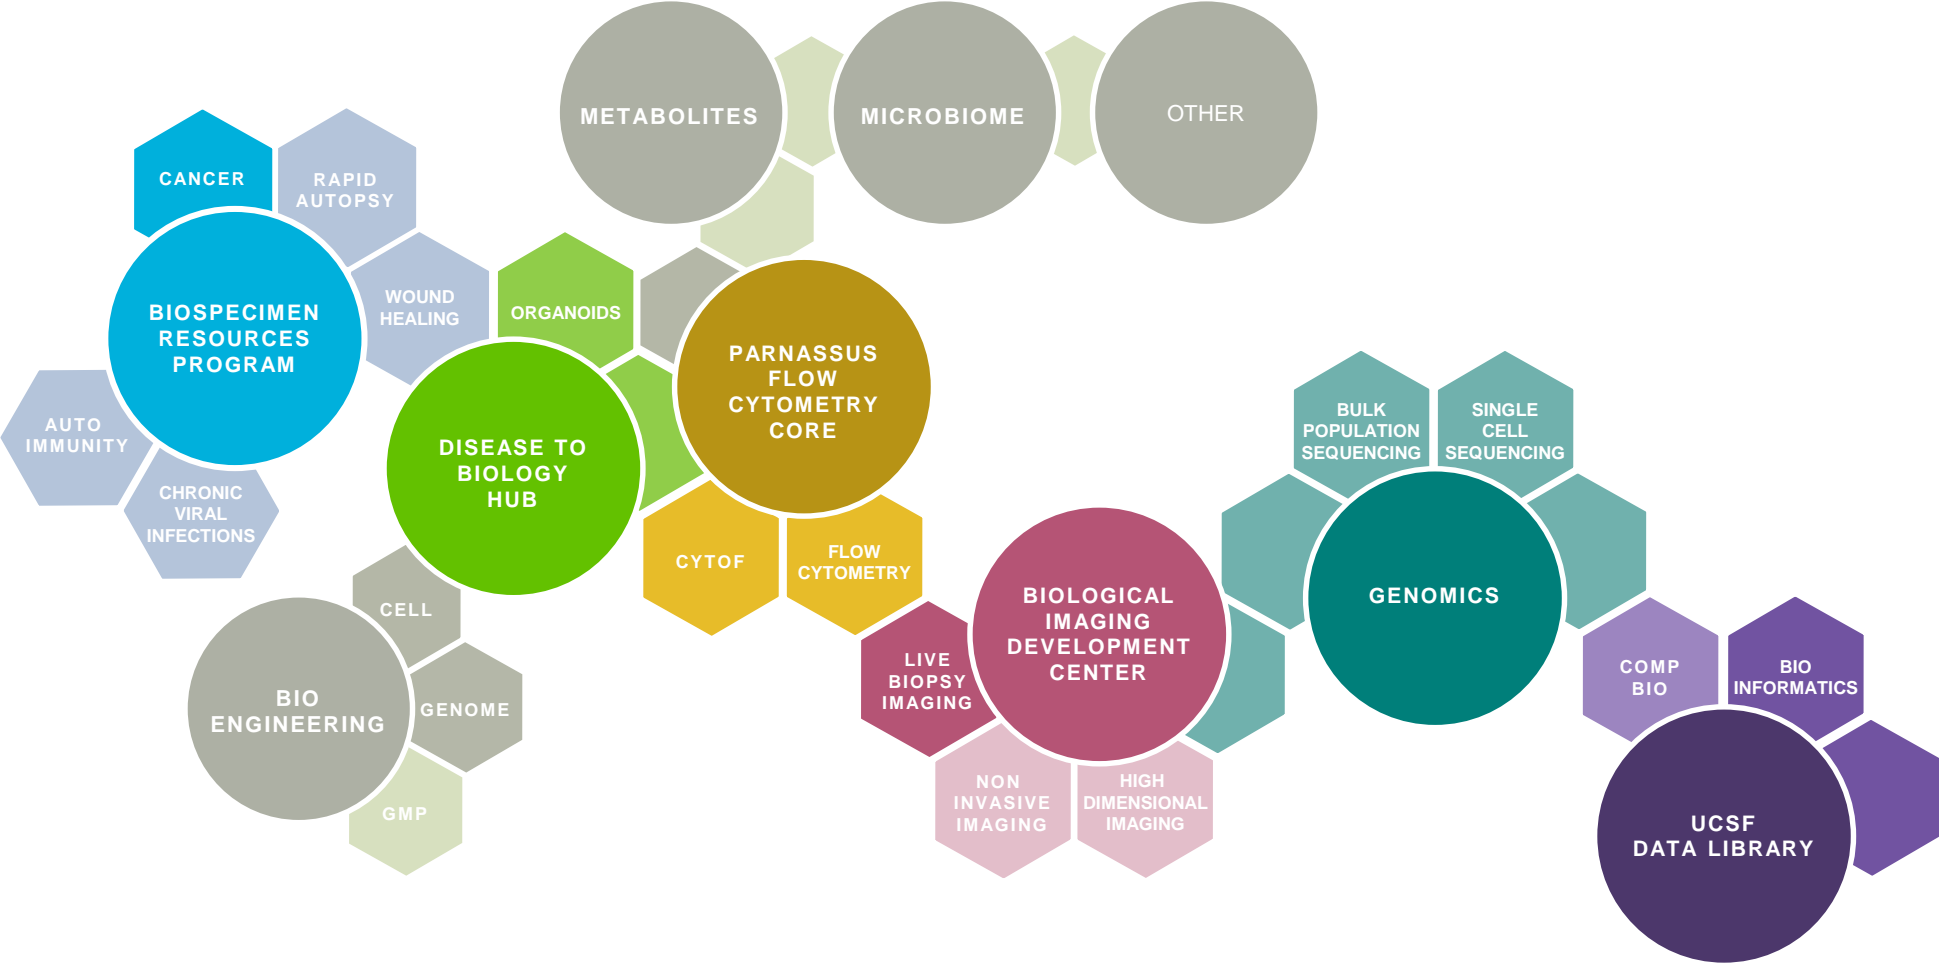 METABOLITES
MICROBIOME
OTHER
CANCER
RAPID
AUTOPSY
BIOSPECIMEN
RESOURCES
PROGRAM
WOUND
HEALING
ORGANOIDS
AUTO
IMMUNITY
CHRONIC
VIRAL
INFECTIONS
DISEASE TO
BIOLOGY
HUB
PARNASSUS
FLOW
CYTOMETRY
CORE
CYTOF
FLOW
CYTOMETRY
CELL
BIO
ENGINEERING
GENOME
GMP
LIVE
BIOPSY
IMAGING
BIOLOGICAL
IMAGING
DEVELOPMENT
CENTER
NON
INVASIVE
IMAGING
HIGH
DIMENSIONAL
IMAGING
BULK
POPULATION
SEQUENCING
SINGLE
CELL
SEQUENCING
GENOMICS
COMP
BIO
BIO
INFORMATICS
UCSF
DATA LIBRARY